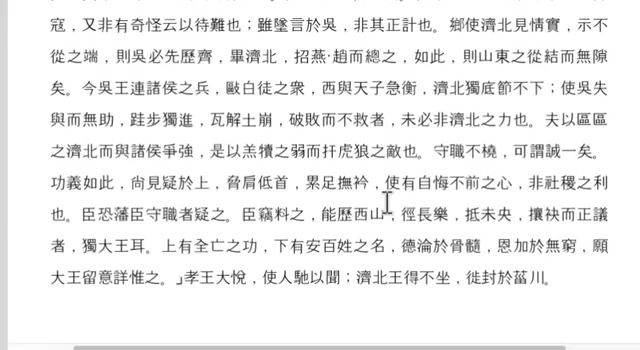 寇，又非有奇怪云以待難也；雖墜言於吳，非其正計也。鄉使濟北見情實，示不
從之端，則吳必先歷齊，畢濟北，招燕·趙而總之，如此，則山東之從結而無隙
矣。今吳王連諸侯之兵，敺白徒之衆，西與天子急衡，濟北獨底節不下；使吳失
與而無助，跬步獨進，瓦解土崩，破敗而不救者，未必非濟北之力也。夫以區區
之濟北而與諸侯爭強，是以羔犢之弱而扞虎狼之敵也。守職不橈，可謂誠一矣。
功義如此，尙見疑於上，脅肩低首，累足撫衿，使有自悔不前之心，非社稷之利
也。臣恐藩臣守職者疑之。臣竊料之，能歷西山，徑長樂，抵未央，攘袂而正議
者，獨大王耳。上有全亡之功，下有安百姓之名，德淪於骨髓，恩加於無窮，願
大王留意詳惟之。」孝王大悅，使人馳以聞；濟北王得不坐，徙封於菑川。